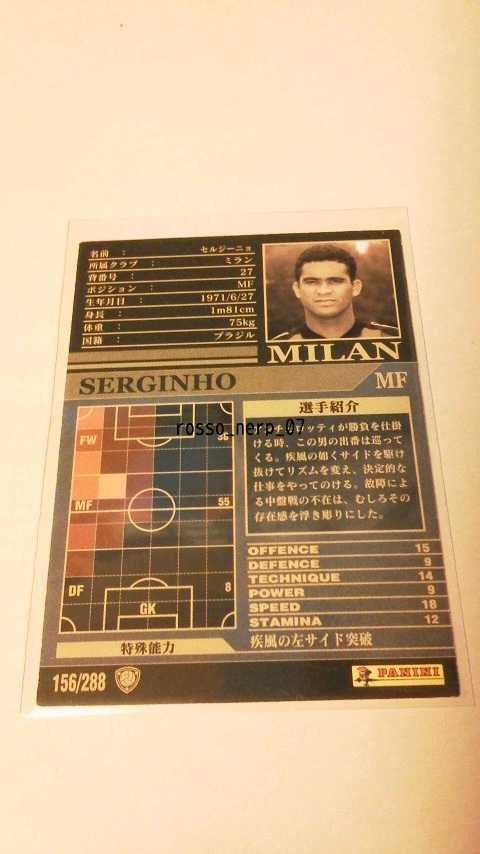 名前 : セルジーニョ
所属クラブ : ミラン
背番号 : 27
ポジション : MF
生年月日 : 1971/6/27
身長 : 1m81cm
体重 : 75kg
国籍 : ブラジル
MILAN
SERGINHO MF
FW 36
MF 55
DF 8
GK
選手紹介
ロッティが勝負を仕掛
ける時、この男の出番は巡って
くる。疾風の如くサイドを駆け
抜けてリズムを変え、決定的な
仕事をやってのける。故障によ
る中盤戦の不在は、むしろその
存在感を浮き彫りにした。
rosso_nerp_07
OFFENCE 15
DEFENCE 9
TECHNIQUE 14
POWER 9
SPEED 18
STAMINA 12
特殊能力 疾風の左サイド突破
156/288
PANINI